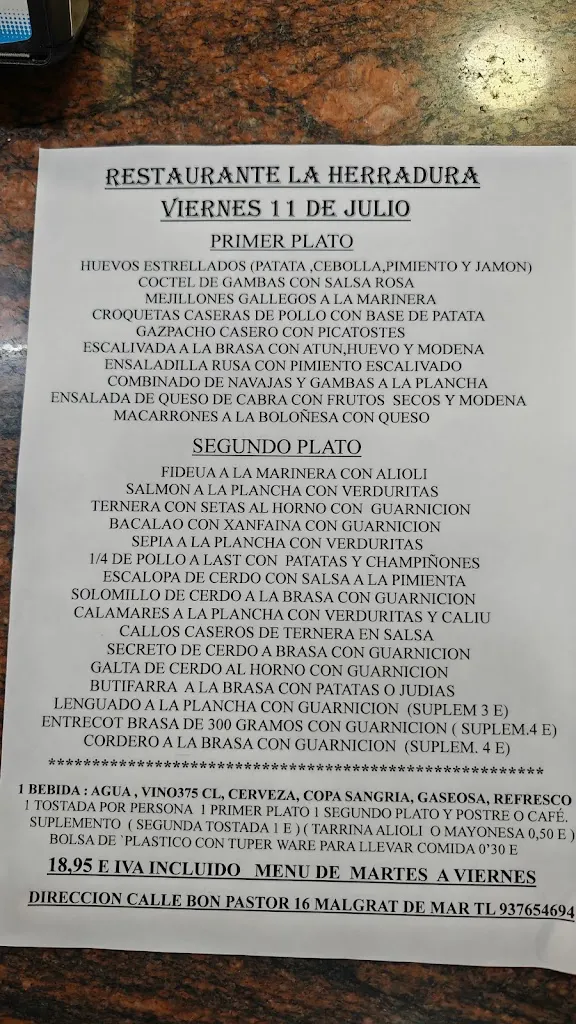 RESTAURANTE LA HERRADURA
VIERNES 11 DE JULIO
PRIMER PLATO
HUEVOS ESTRELLADOS (PATATA ,CEBOLLA,PIMIENTO Y JAMON)
COCTEL DE GAMBAS CON SALSA ROSA
MEJILLONES GALLEGOS A LA MARINERA
CROQUETAS CASERAS DE POLLO CON BASE DE PATATA
GAZPACHO CASERO CON PICATOSTES
ESCALIVADA A LA BRASA CON ATUN,HUEVO Y MODENA
ENSALADILLA RUSA CON PIMIENTO ESCALIVADO
COMBINADO DE NAVAJAS Y GAMBAS A LA PLANCHA
ENSALADA DE QUESO DE CABRA CON FRUTOS SECOS Y MODENA
MACARRONES A LA BOLOÑESA CON QUESO
SEGUNDO PLATO
FIDEUA A LA MARINERA CON ALIOLI
SALMON A LA PLANCHA CON VERDURITAS
TERNERA CON SETAS AL HORNO CON GUARNICION
BACALAO CON XANFAINA CON GUARNICION
SEPIA A LA PLANCHA CON VERDURITAS
1/4 DE POLLO A LAST CON PATATAS Y CHAMPIÑONES
ESCALOPA DE CERDO CON SALSA A LA PIMIENTA
SOLOMILLO DE CERDO A LA BRASA CON GUARNICION
CALAMARES A LA PLANCHA CON VERDURITAS Y CALIU
CALLOS CASEROS DE TERNERA EN SALSA
SECRETO DE CERDO A BRASA CON GUARNICION
GALTA DE CERDO AL HORNO CON GUARNICION
BUTIFARRA A LA BRASA CON PATATAS O JUDIAS
LENGUADO A LA PLANCHA CON GUARNICION (SUPLEM 3 E)
ENTRECOT BRASA DE 300 GRAMOS CON GUARNICION ( SUPLEM.4 E)
CORDERO A LA BRASA CON GUARNICION (SUPLEM. 4 E)
*******************************************************
1 BEBIDA : AGUA , VINO375 CL, CERVEZA, COPA SANGRIA, GASEOSA, REFRESCO
1 TOSTADA POR PERSONA 1 PRIMER PLATO 1 SEGUNDO PLATO Y POSTRE O CAFÉ.
SUPLEMENTO ( SEGUNDA TOSTADA 1 E ) ( TARRINA ALIOLI O MAYONESA 0,50 E )
BOLSA DE `PLASTICO CON TUPER WARE PARA LLEVAR COMIDA 0'30 E
18,95 E IVA INCLUIDO MENU DE MARTES A VIERNES
DIRECCION CALLE BON PASTOR 16 MALGRAT DE MAR TL 937654694